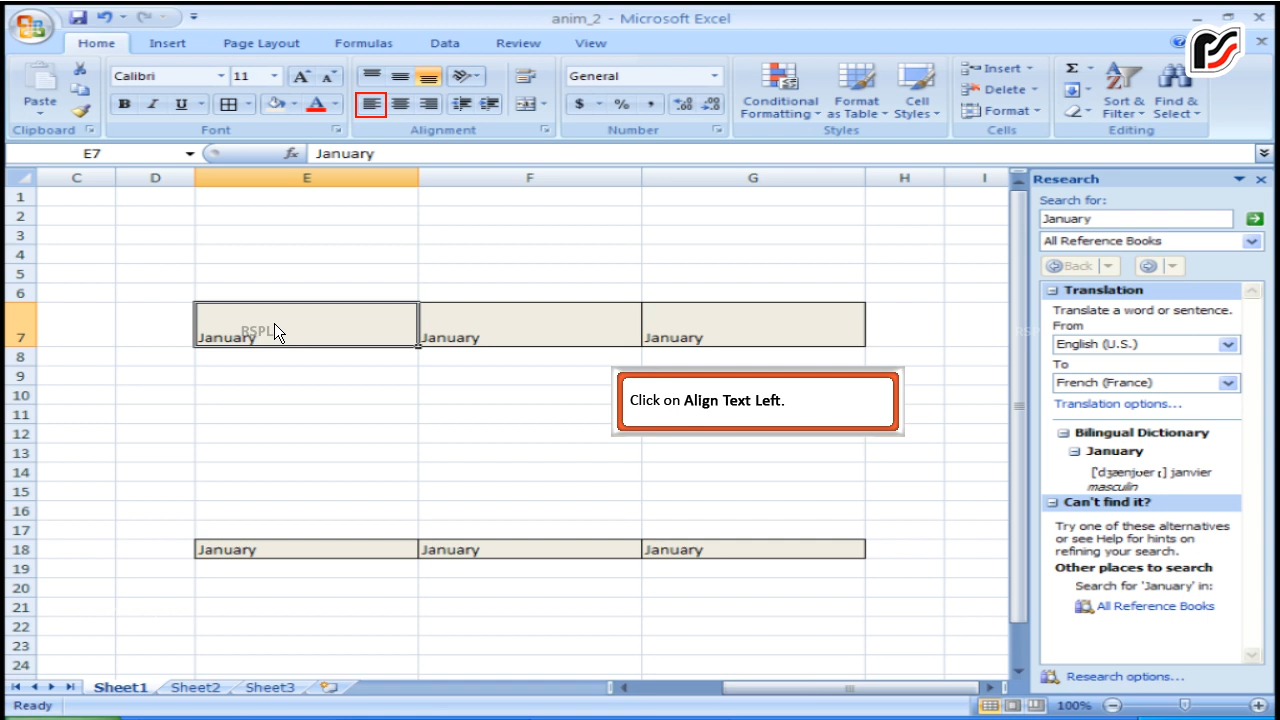 anim_2 - Microsoft Excel
Home Insert Page Layout Formulas Data Review View
Paste
Clipboard
Calibri 11
B I U
Font
Alignment
General
$ % ,
Number
Conditional Formatting
Format as Table
Cell Styles
Styles
Insert
Delete
Format
Cells
Σ
Sort & Filter
Find & Select
Editing
E7 fx January
C D E F G H I
1
2
3
4
5
6
7 January January January
RSPL
8
9
10
11
12
13
14
15
16
17
18 January January January
19
20
21
22
23
24
Click on Align Text Left.
Research
Search for:
January
All Reference Books
Back
Translation
Translate a word or sentence.
From
English (U.S.)
To
French (France)
Translation options...
Bilingual Dictionary
January
janvier
masculin
Can't find it?
Try one of these alternatives
or see Help for hints on
refining your search.
Other places to search
Search for 'January' in:
All Reference Books
Research options...
Sheet1 Sheet2 Sheet3
Ready 100%